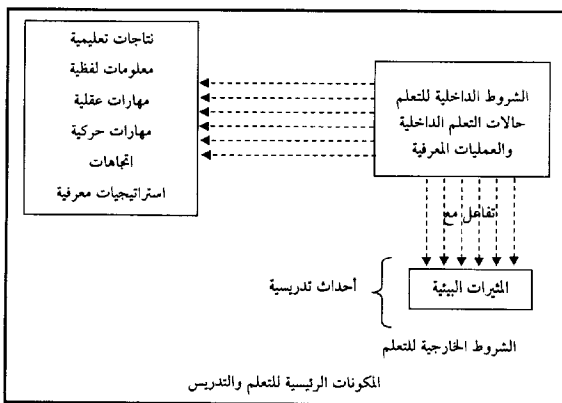 الشروط الداخلية للتعلم
حالات التعلم الداخلية
والعمليات المعرفية
نتاجات تعليمية
معلومات لفظية
مهارات عقلية
مهارات حركية
اتجاهات
استراتيجيات معرفية
تفاعل مع
المثيرات البيئية
أحداث تدريسية
الشروط الخارجية للتعلم
المكونات الرئيسية للتعلم والتدريس